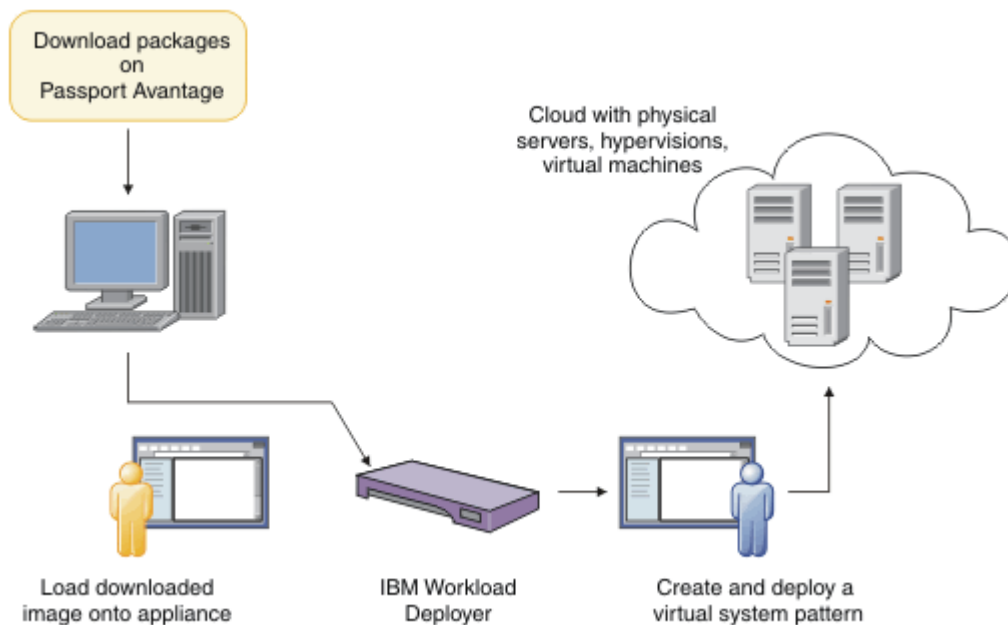 Download packages
on
Passport Avantage
Cloud with physical
servers, hypervisions,
virtual machines
Load downloaded
image onto appliance
IBM Workload
Deployer
Create and deploy a
virtual system pattern